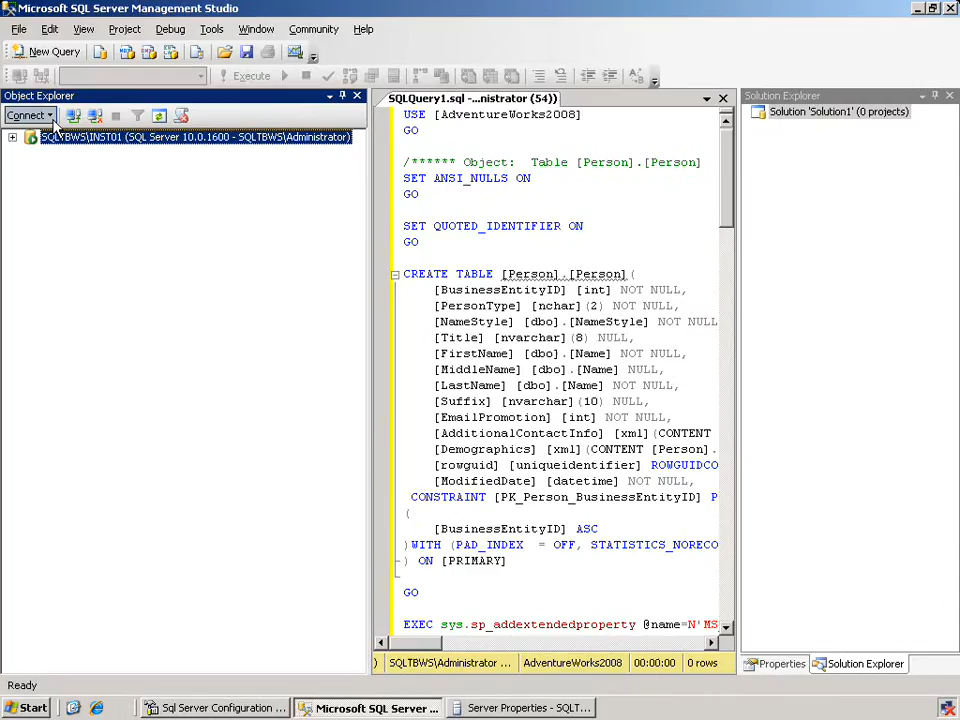 Microsoft SQL Server Management Studio
File Edit View Project Debug Tools Window Community Help
New Query
Execute
Object Explorer
Connect
SQLTBWS\INST01 (SQL Server 10.0.1600 - SQLTBWS\Administrator)
SQLQuery1.sql -...nistrator (54))
USE [AdventureWorks2008]
GO
/****** Object:  Table [Person].[Person]
SET ANSI_NULLS ON
GO
SET QUOTED_IDENTIFIER ON
GO
CREATE TABLE [Person].[Person](
[BusinessEntityID] [int] NOT NULL,
[PersonType] [nchar](2) NOT NULL,
[NameStyle] [dbo].[NameStyle] NOT NULL
[Title] [nvarchar](8) NULL,
[FirstName] [dbo].[Name] NOT NULL,
[MiddleName] [dbo].[Name] NULL,
[LastName] [dbo].[Name] NOT NULL,
[Suffix] [nvarchar](10) NULL,
[EmailPromotion] [int] NOT NULL,
[AdditionalContactInfo] [xml](CONTENT
[Demographics] [xml](CONTENT [Person].
[rowguid] [uniqueidentifier] ROWGUIDCO
[ModifiedDate] [datetime] NOT NULL,
CONSTRAINT [PK_Person_BusinessEntityID] P
(
[BusinessEntityID] ASC
)WITH (PAD_INDEX  = OFF, STATISTICS_NORECO
) ON [PRIMARY]
GO
EXEC sys.sp_addextendedproperty @name=N'MS
) SQLTBWS\Administrator ... AdventureWorks2008 00:00:00 0 rows
Solution Explorer
Solution 'Solution1' (0 projects)
Properties Solution Explorer
Ready
Start Sql Server Configuration ... Microsoft SQL Server ... Server Properties - SQLT...